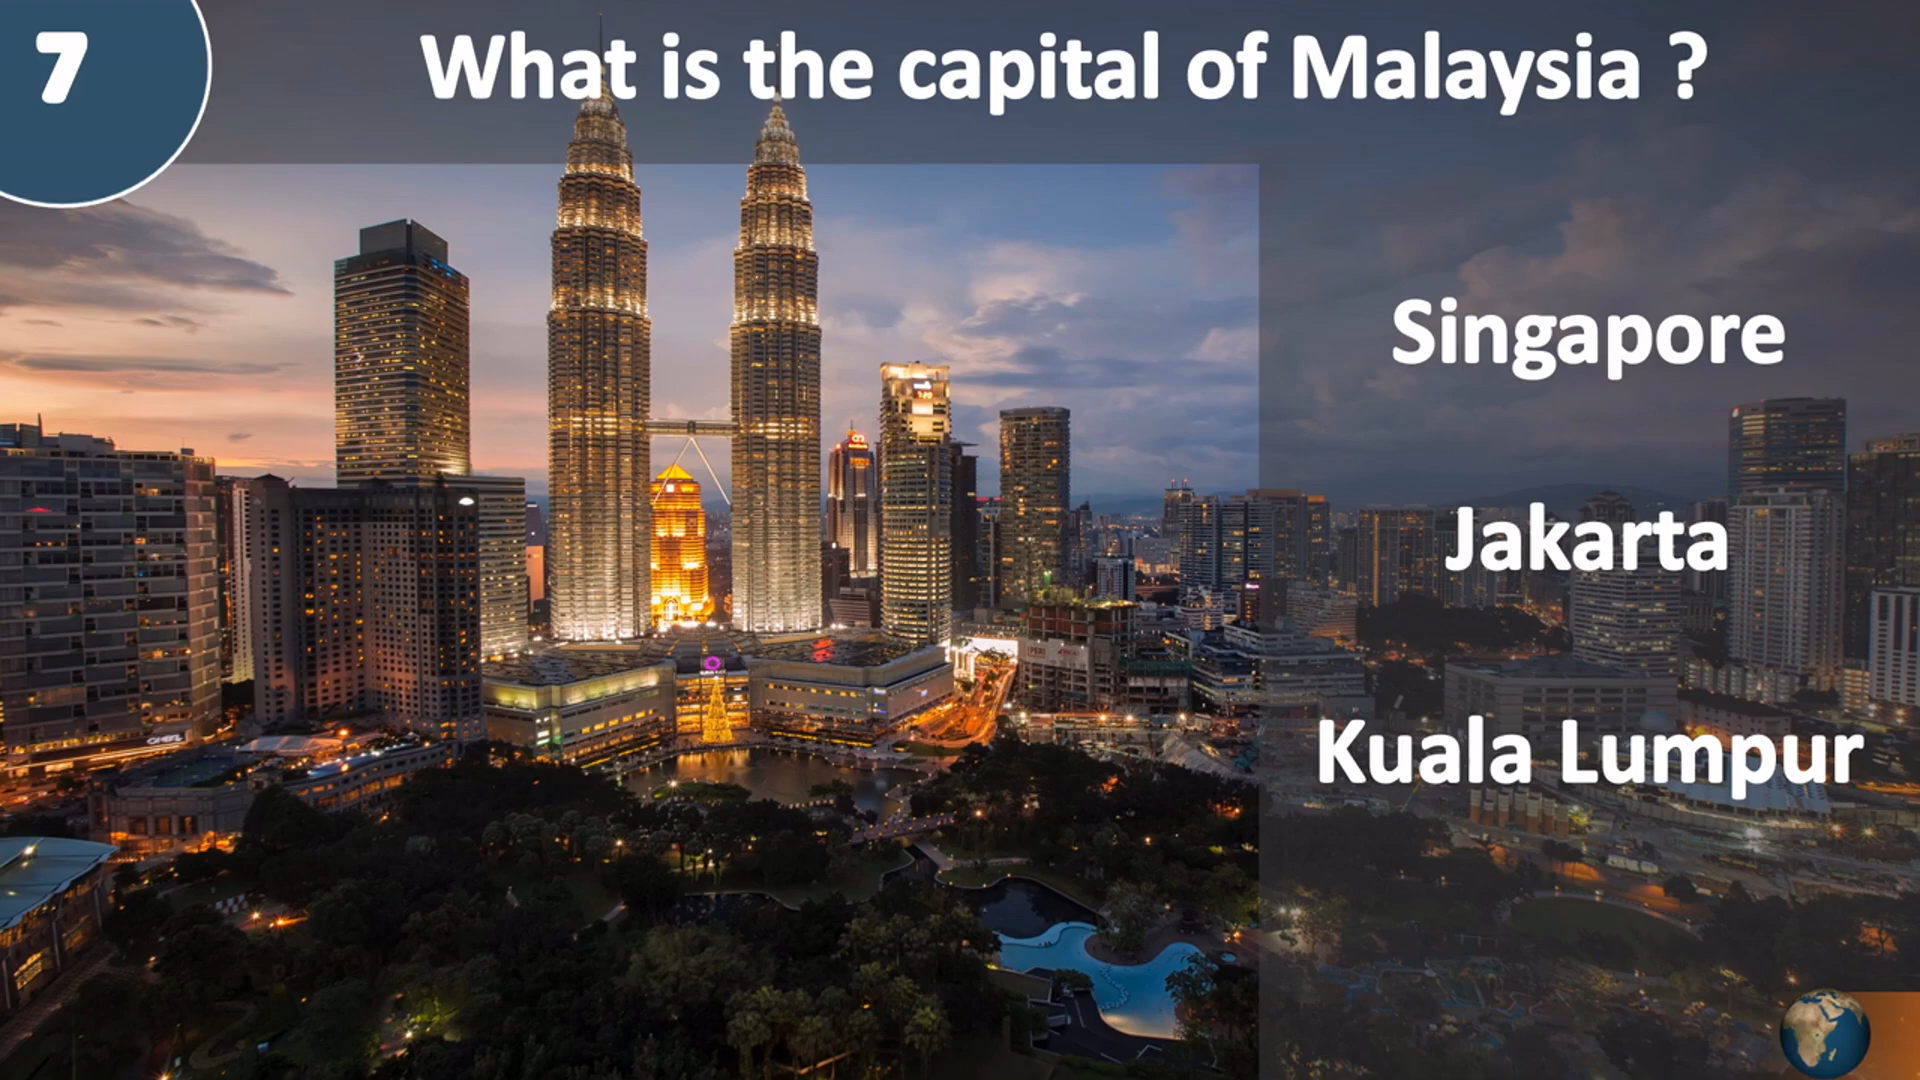 7
What is the capital of Malaysia ?
Singapore
Jakarta
Kuala Lumpur